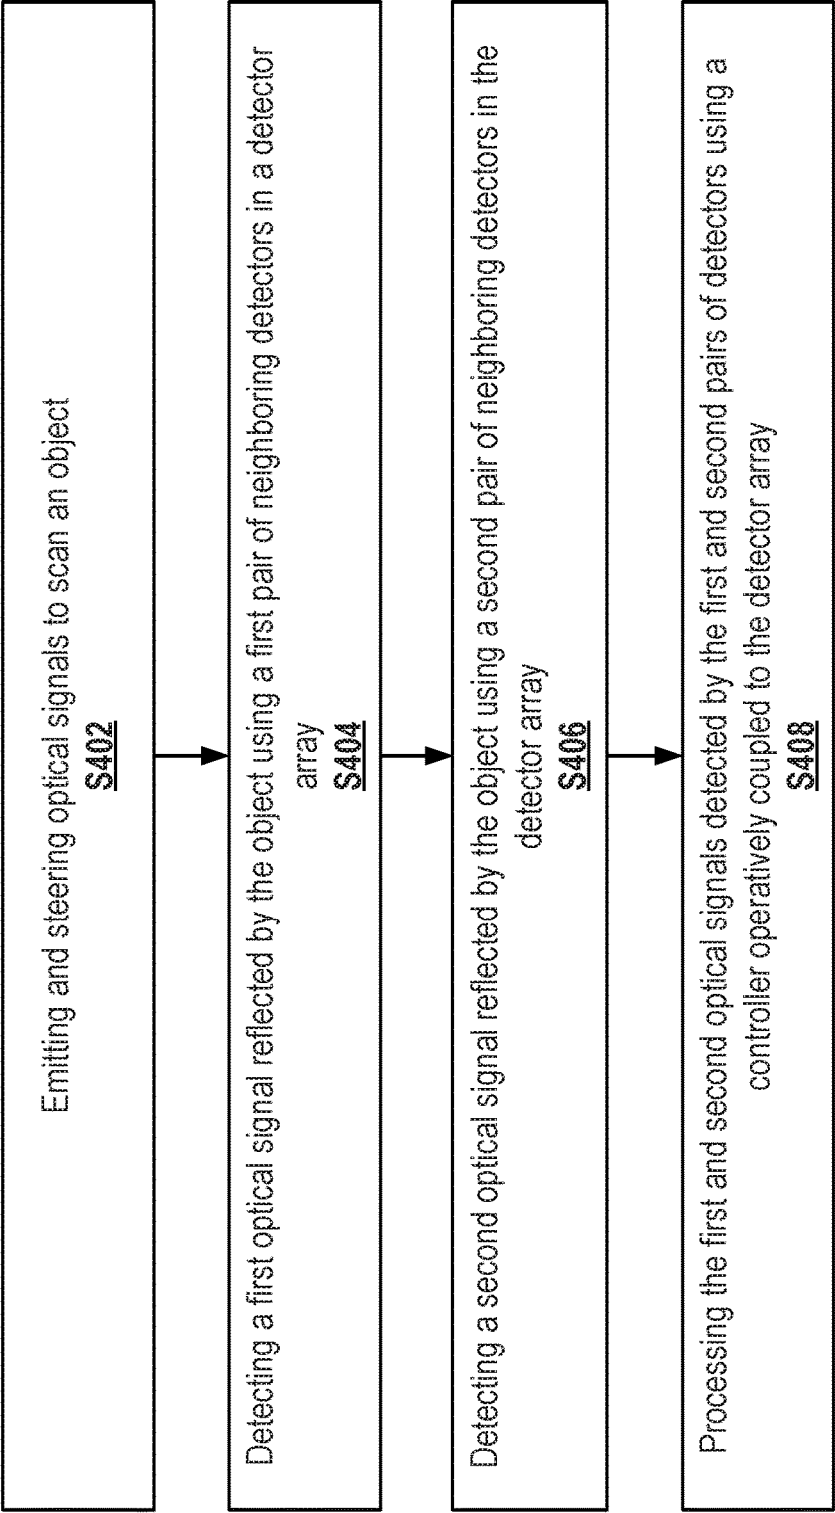 Emitting and steering optical signals to scan an object
S402
Detecting a first optical signal reflected by the object using a first pair of neighboring detectors in a detector
array
S404
Detecting a second optical signal reflected by the object using a second pair of neighboring detectors in the
detector array
S406
Processing the first and second optical signals detected by the first and second pairs of detectors using a
controller operatively coupled to the detector array
S408